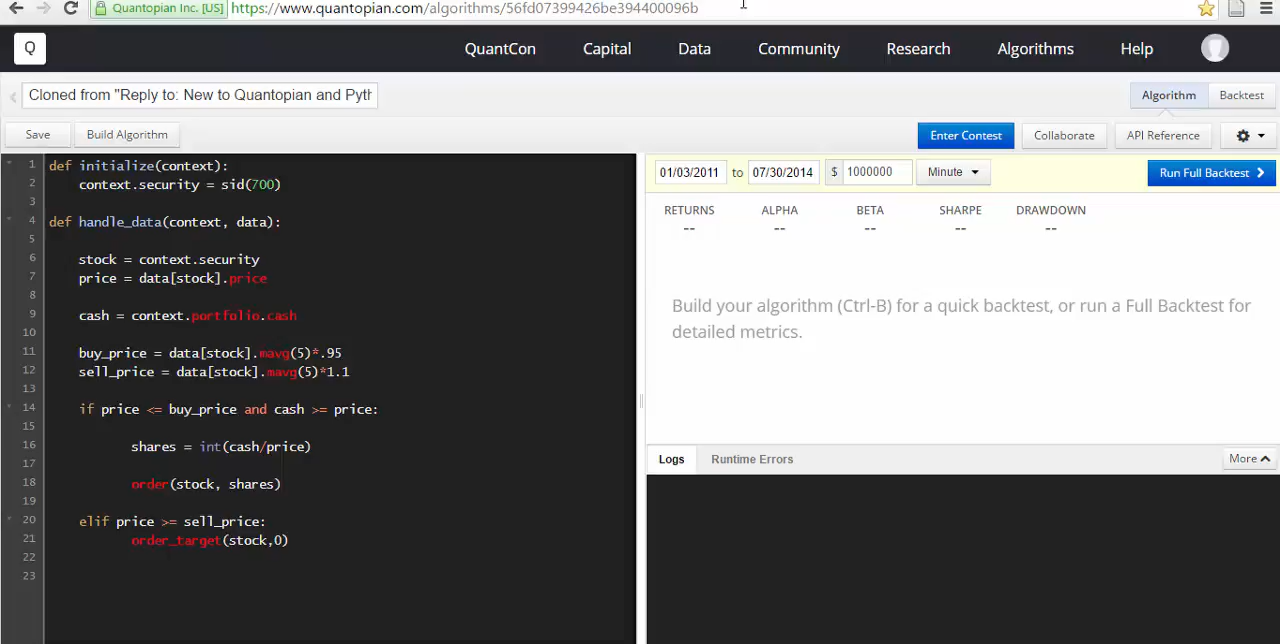 Quantopian Inc. [US] https://www.quantopian.com/algorithms/56fd07399426be394400096b
Q QuantCon Capital Data Community Research Algorithms Help
Cloned from "Reply to: New to Quantopian and Pyth Algorithm Backtest
Save Build Algorithm Enter Contest Collaborate API Reference
1 def initialize(context):
2 context.security = sid(700)
3
4 def handle_data(context, data):
5
6 stock = context.security
7 price = data[stock].price
8
9 cash = context.portfolio.cash
10
11 buy_price = data[stock].mavg(5)*.95
12 sell_price = data[stock].mavg(5)*1.1
13
14 if price <= buy_price and cash >= price:
15
16 shares = int(cash/price)
17
18 order(stock, shares)
19
20 elif price >= sell_price:
21 order_target(stock,0)
22
23
01/03/2011 to 07/30/2014 $ 1000000 Minute Run Full Backtest
RETURNS ALPHA BETA SHARPE DRAWDOWN
-- -- -- -- --
Build your algorithm (Ctrl-B) for a quick backtest, or run a Full Backtest for
detailed metrics.
Logs Runtime Errors More